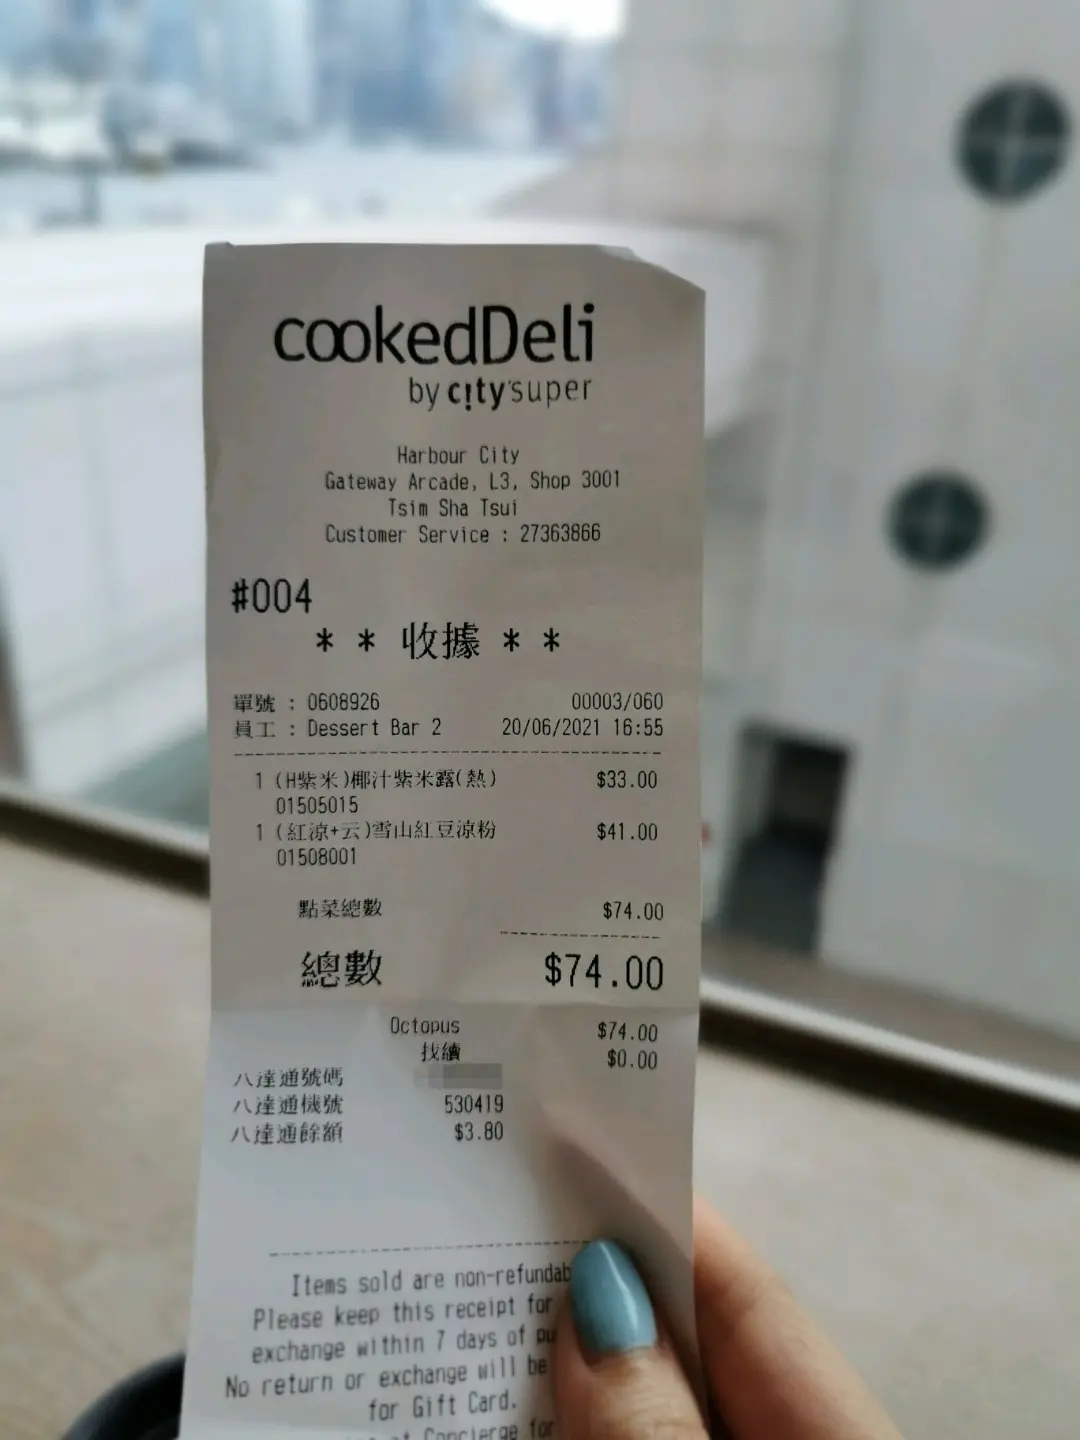 cookedDeli
by c!ty'super
Harbour City
Gateway Arcade, L3, Shop 3001
Tsim Sha Tsui
Customer Service : 27363866
#004
* * 收據 * *
單號 : 0608926 00003/060
員工 : Dessert Bar 2 20/06/2021 16:55
1 (H紫米)椰汁紫米露(熱) $33.00
01505015
1 (紅涼+云)雪山紅豆涼粉 $41.00
01508001
點菜總數 $74.00
總數 $74.00
Octopus $74.00
找續 $0.00
八達通號碼
八達通機號 530419
八達通餘額 $3.80
Items sold are non-refundab
Please keep this receipt for
exchange within 7 days of pu
No return or exchange will be
for Gift Card.
at Concierge for